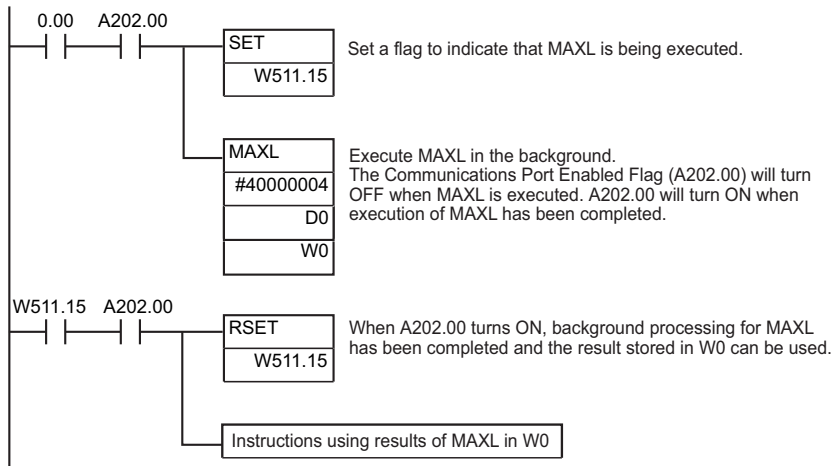 0.00 A202.00
SET
W511.15
Set a flag to indicate that MAXL is being executed.
MAXL
#40000004
D0
W0
Execute MAXL in the background.
The Communications Port Enabled Flag (A202.00) will turn
OFF when MAXL is executed. A202.00 will turn ON when
execution of MAXL has been completed.
W511.15 A202.00
RSET
W511.15
When A202.00 turns ON, background processing for MAXL
has been completed and the result stored in W0 can be used.
Instructions using results of MAXL in W0